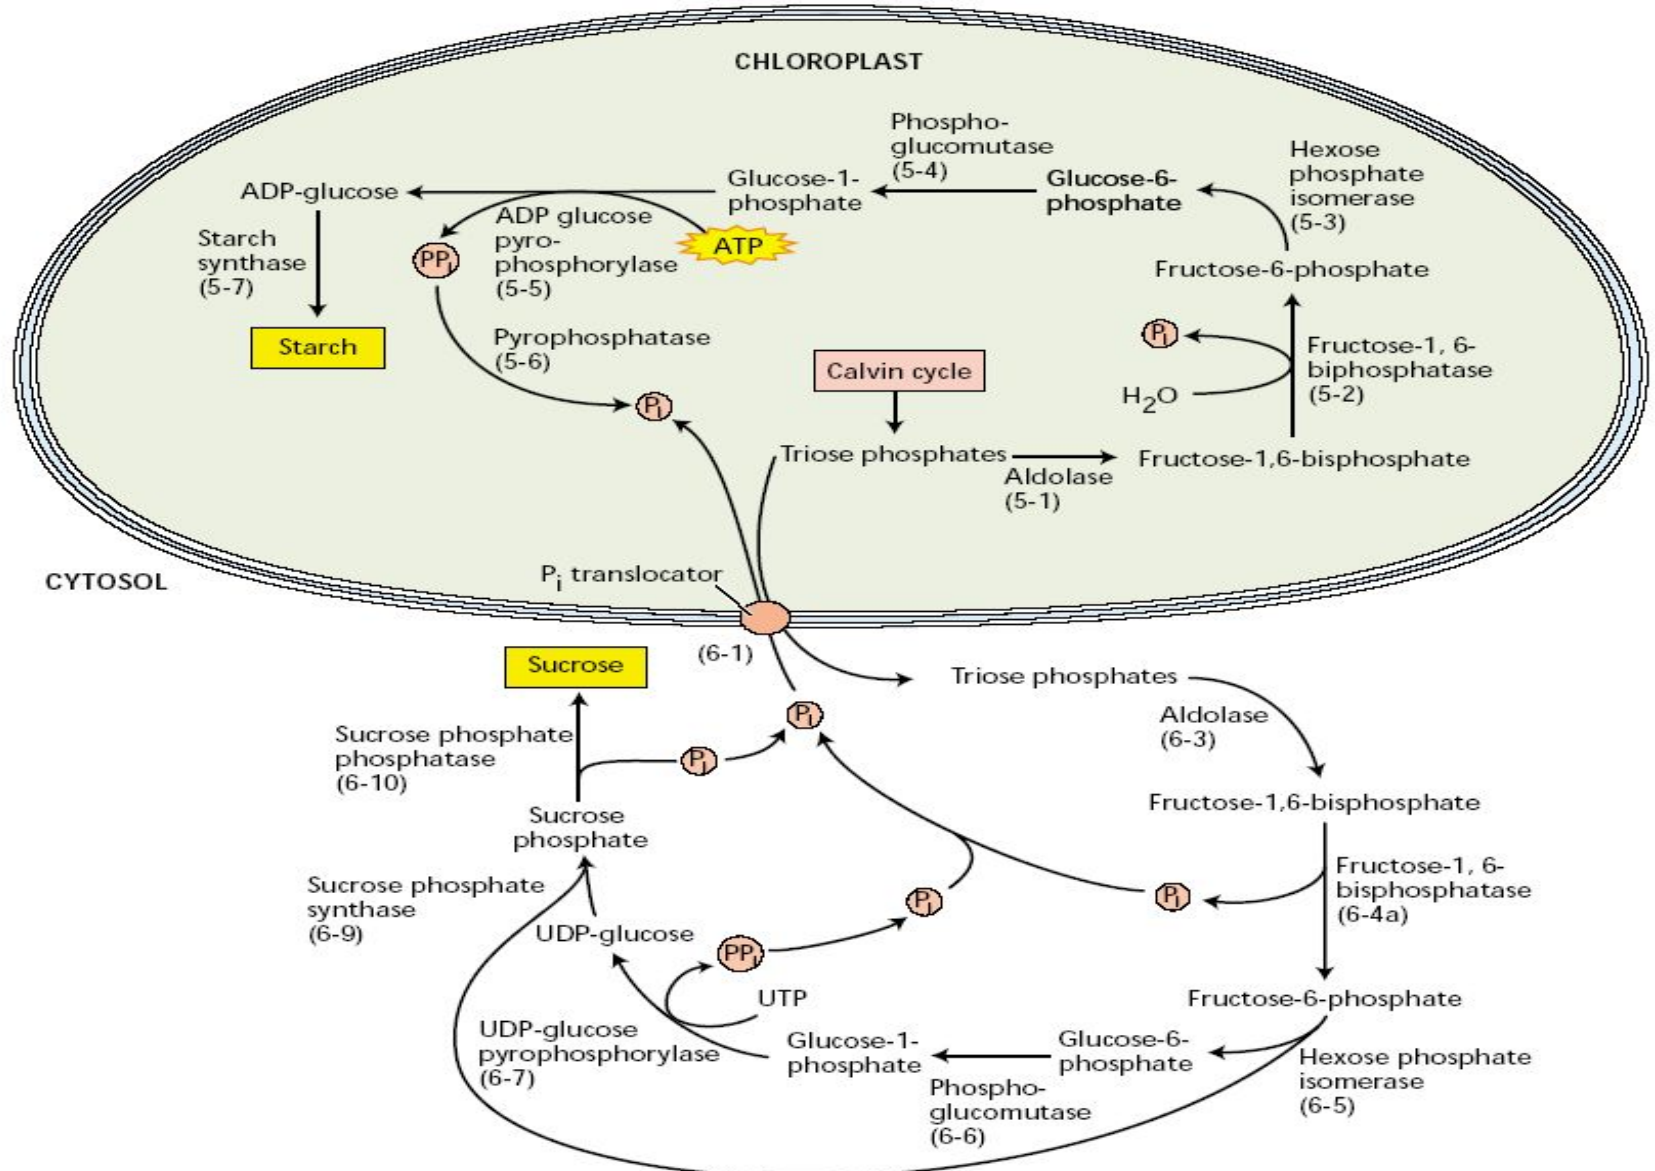 CHLOROPLAST
Phospho-
glucomutase
(5-4)
Hexose
phosphate
isomerase
(5-3)
ADP-glucose
Glucose-1-
phosphate
Glucose-6-
phosphate
ADP glucose
pyro-
phosphorylase
(5-5)
ATP
Starch
synthase
(5-7)
PPi
Fructose-6-phosphate
Starch
Pyrophosphatase
(5-6)
Pi
Fructose-1, 6-
biphosphatase
(5-2)
H2O
Calvin cycle
Pi
Triose phosphates
Aldolase
(5-1)
Fructose-1,6-bisphosphate
CYTOSOL
Pi translocator
(6-1)
Sucrose
Triose phosphates
Aldolase
(6-3)
Pi
Sucrose phosphate
phosphatase
(6-10)
Pi
Fructose-1,6-bisphosphate
Sucrose
phosphate
Fructose-1, 6-
bisphosphatase
(6-4a)
Pi
Pi
Sucrose phosphate
synthase
(6-9)
UDP-glucose
PPi
UTP
Fructose-6-phosphate
UDP-glucose
pyrophosphorylase
(6-7)
Glucose-1-
phosphate
Glucose-6-
phosphate
Hexose phosphate
isomerase
(6-5)
Phospho-
glucomutase
(6-6)